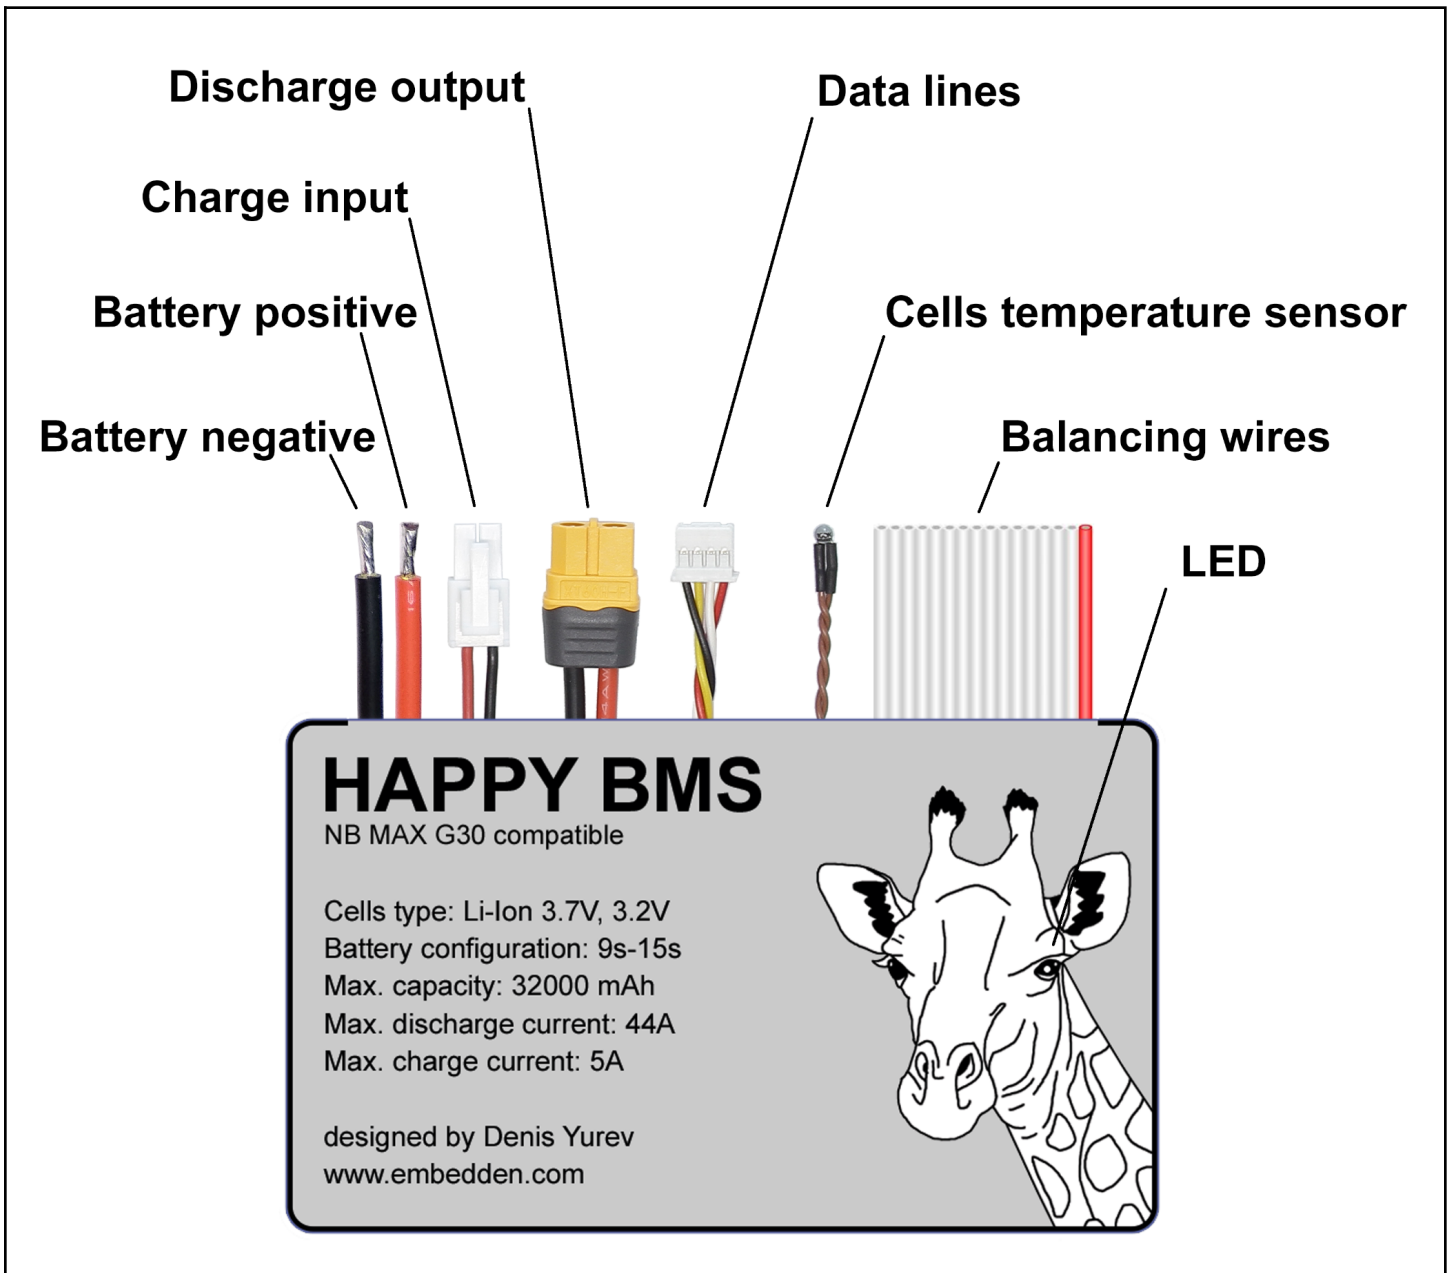 Discharge output
Data lines
Charge input
Battery positive
Cells temperature sensor
Battery negative
Balancing wires
LED
HAPPY BMS
NB MAX G30 compatible
Cells type: Li-Ion 3.7V, 3.2V
Battery configuration: 9s-15s
Max. capacity: 32000 mAh
Max. discharge current: 44A
Max. charge current: 5A
designed by Denis Yurev
www.embedden.com